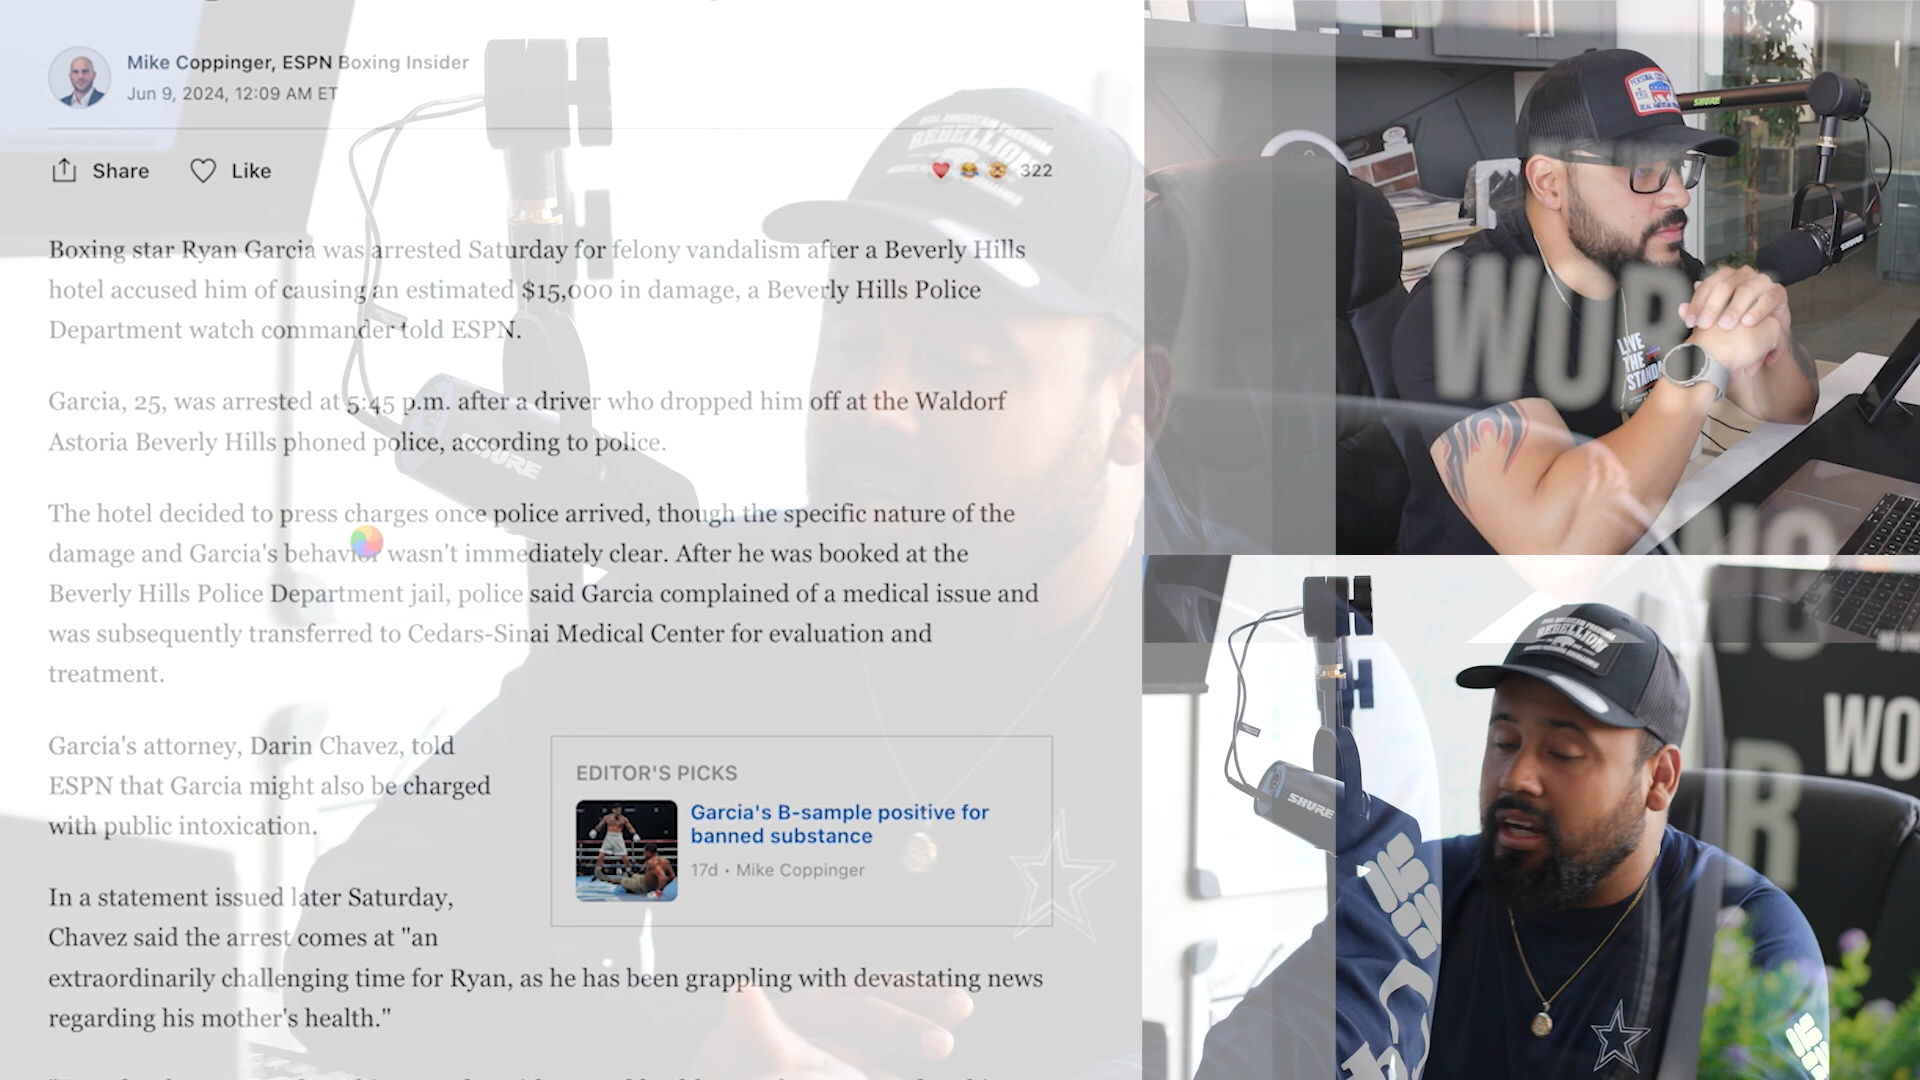 Mike Coppinger, ESPN Boxing Insider
Jun 9, 2024, 12:09 AM ET
Share
Like
322
Boxing star Ryan Garcia was arrested Saturday for felony vandalism after a Beverly Hills
hotel accused him of causing an estimated $15,000 in damage, a Beverly Hills Police
Department watch commander told ESPN.
Garcia, 25, was arrested at 5:45 p.m. after a driver who dropped him off at the Waldorf
Astoria Beverly Hills phoned police, according to police.
The hotel decided to press charges once police arrived, though the specific nature of the
damage and Garcia's behavior wasn't immediately clear. After he was booked at the
Beverly Hills Police Department jail, police said Garcia complained of a medical issue and
was subsequently transferred to Cedars-Sinai Medical Center for evaluation and
treatment.
Garcia's attorney, Darin Chavez, told
ESPN that Garcia might also be charged
with public intoxication.
EDITOR'S PICKS
Garcia's B-sample positive for
banned substance
17d • Mike Coppinger
In a statement issued later Saturday,
Chavez said the arrest comes at "an
extraordinarily challenging time for Ryan, as he has been grappling with devastating news
regarding his mother's health."
REBELLION
SHURE
SHURE
SHURE
LIVE
THE
WOR
NO
REBELLION
SHURE
WO
R